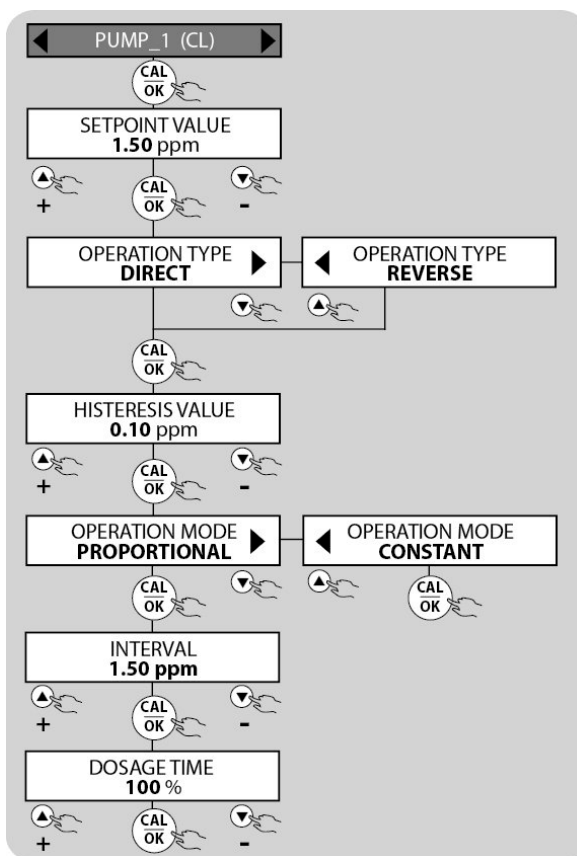 PUMP_1 (CL)
CAL
OK
SETPOINT VALUE
1.50 ppm
+
CAL
OK
-
OPERATION TYPE
DIRECT
OPERATION TYPE
REVERSE
CAL
OK
HISTERESIS VALUE
0.10 ppm
+
CAL
OK
-
OPERATION MODE
PROPORTIONAL
OPERATION MODE
CONSTANT
CAL
OK
CAL
OK
INTERVAL
1.50 ppm
+
CAL
OK
-
DOSAGE TIME
100 %
+
CAL
OK
-